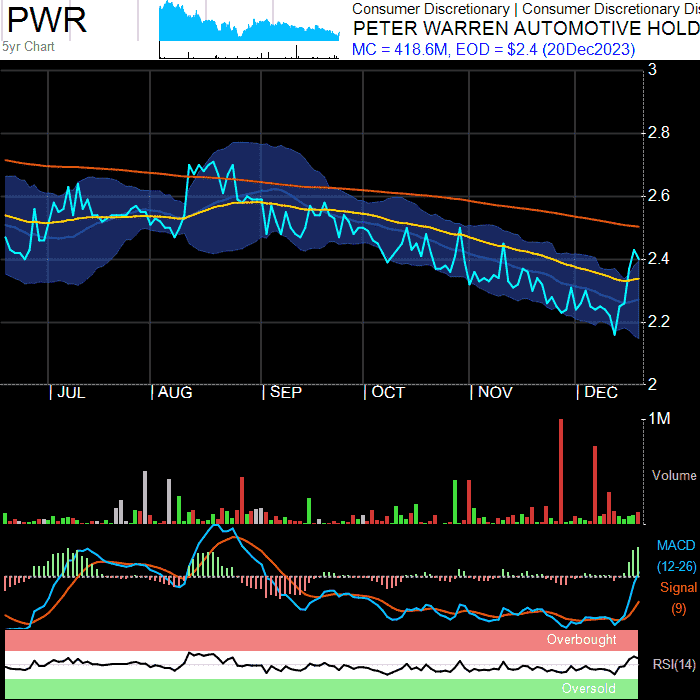 PWR
5yr Chart
Consumer Discretionary | Consumer Discretionary Dis
PETER WARREN AUTOMOTIVE HOLD
MC = 418.6M, EOD = $2.4 (20Dec2023)
3
2.8
2.6
2.4
2.2
2
| JUL | AUG | SEP | OCT | NOV | DEC
1M
Volume
MACD
(12-26)
Signal
(9)
Overbought
RSI(14)
Oversold